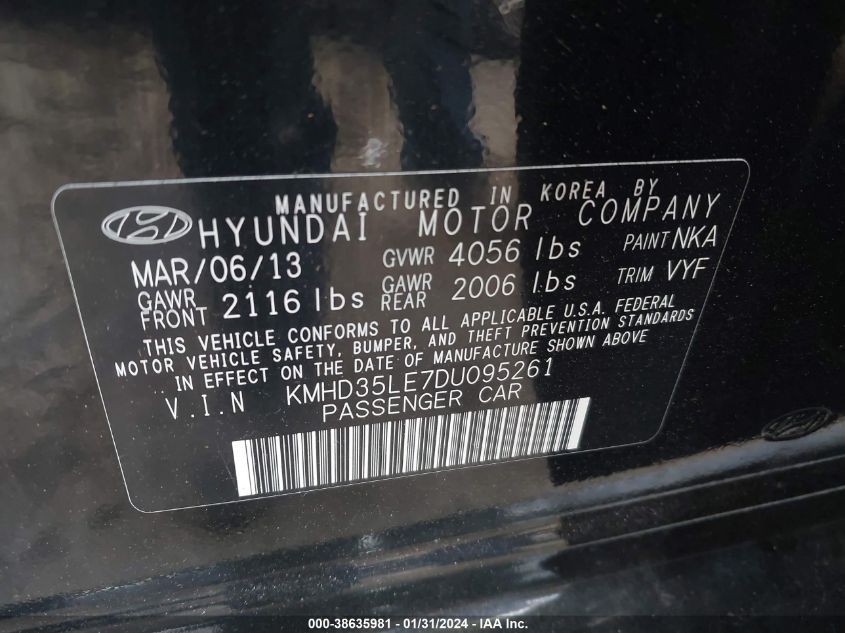 MANUFACTURED IN KOREA BY
HYUNDAI MOTOR COMPANY
MAR/06/13 GVWR 4056 lbs PAINT NKA
GAWR FRONT 2116 lbs GAWR REAR 2006 lbs TRIM VYF
THIS VEHICLE CONFORMS TO ALL APPLICABLE U.S.A. FEDERAL
MOTOR VEHICLE SAFETY, BUMPER, AND THEFT PREVENTION STANDARDS
IN EFFECT ON THE DATE OF MANUFACTURE SHOWN ABOVE
V.I.N KMHD35LE7DU095261
PASSENGER CAR
000-38635981 - 01/31/2024 - IAA Inc.